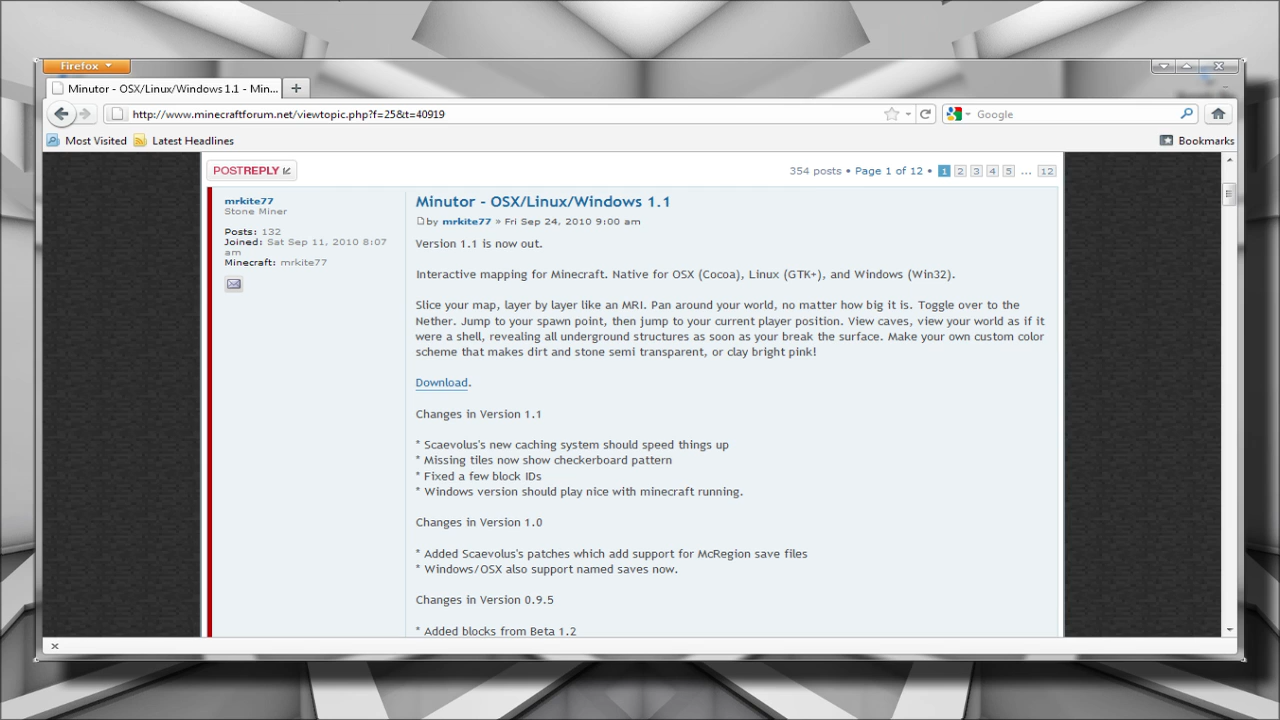 Firefox
Minutor - OSX/Linux/Windows 1.1 - Min...
http://www.minecraftforum.net/viewtopic.php?f=25&t=40919
Google
Most Visited
Latest Headlines
Bookmarks
POSTREPLY
354 posts • Page 1 of 12 • 1 2 3 4 5 ... 12
mrkite77
Stone Miner
Posts: 132
Joined: Sat Sep 11, 2010 8:07
am
Minecraft: mrkite77
Minutor - OSX/Linux/Windows 1.1
by mrkite77 » Fri Sep 24, 2010 9:00 am
Version 1.1 is now out.
Interactive mapping for Minecraft. Native for OSX (Cocoa), Linux (GTK+), and Windows (Win32).
Slice your map, layer by layer like an MRI. Pan around your world, no matter how big it is. Toggle over to the
Nether. Jump to your spawn point, then jump to your current player position. View caves, view your world as if it
were a shell, revealing all underground structures as soon as your break the surface. Make your own custom color
scheme that makes dirt and stone semi transparent, or clay bright pink!
Download.
Changes in Version 1.1
* Scaevolus's new caching system should speed things up
* Missing tiles now show checkerboard pattern
* Fixed a few block IDs
* Windows version should play nice with minecraft running.
Changes in Version 1.0
* Added Scaevolus's patches which add support for McRegion save files
* Windows/OSX also support named saves now.
Changes in Version 0.9.5
* Added blocks from Beta 1.2